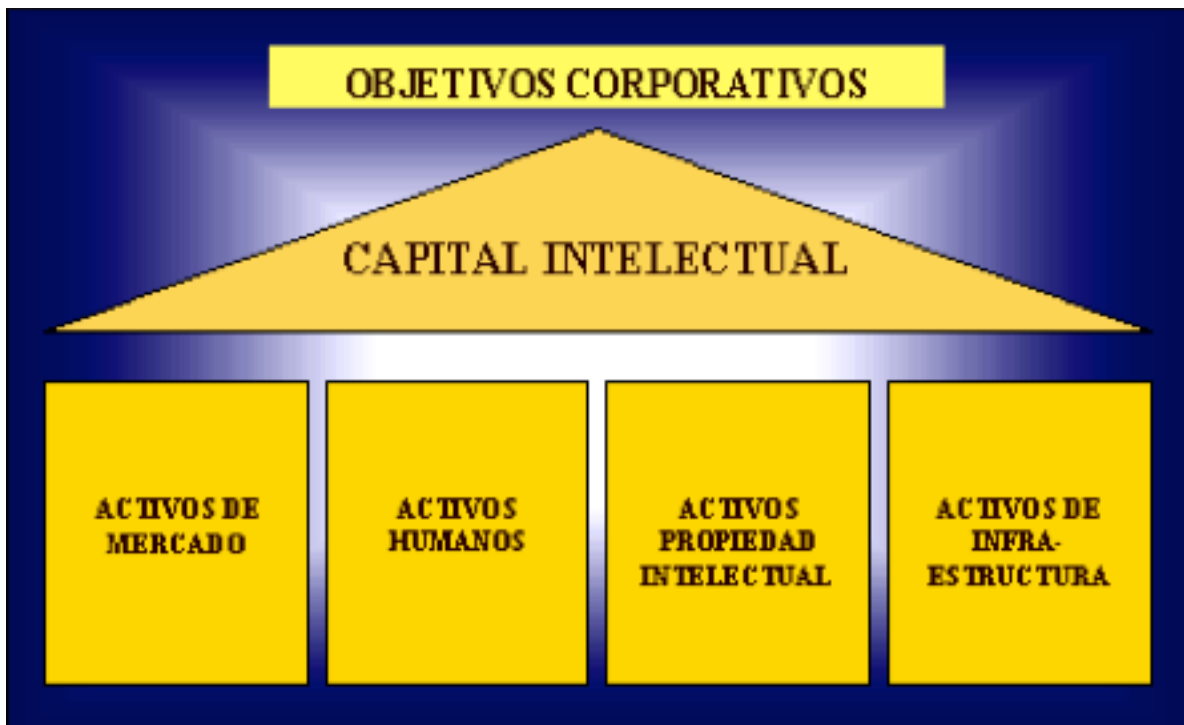 OBJETIVOS CORPORATIVOS
CAPITAL INTELECTUAL
ACTIVOS DE
MERCADO
ACTIVOS
HUMANOS
ACTIVOS
PROPIEDAD
INTELECTUAL
ACTIVOS DE
INFRA-
ESTRUCTURA